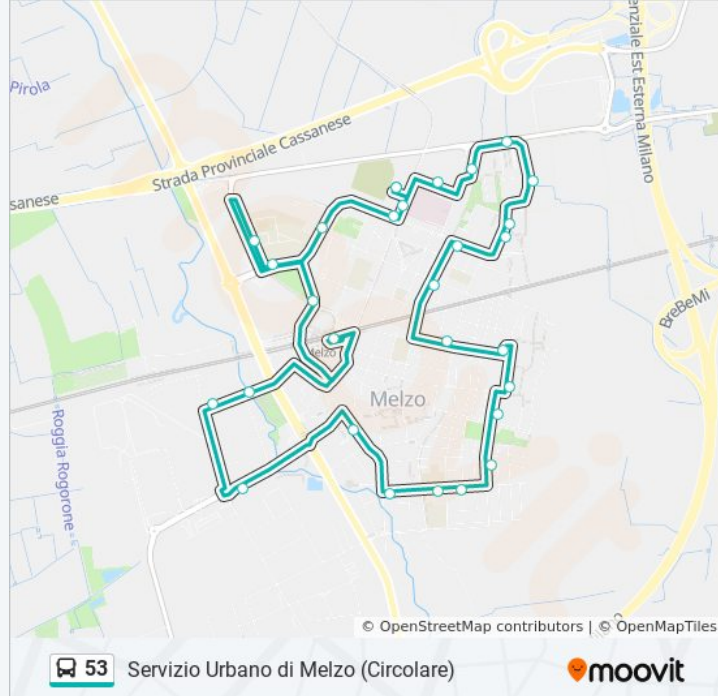 Pirola
Strada Provinciale Cassanese
sanese
enziale Est Esterna Milano
BreBeMi
Melzo
Melzo
Roggia Rogorone
© OpenStreetMap contributors | © OpenMapTiles
53 Servizio Urbano di Melzo (Circolare)
moovit